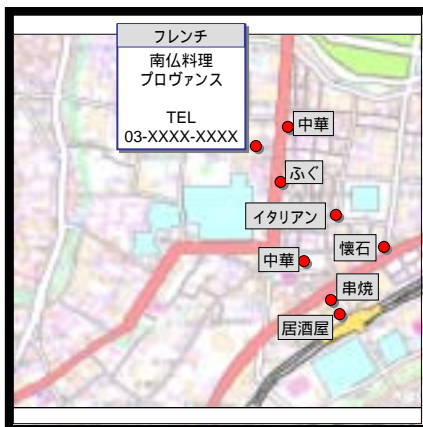 フレンチ
南仏料理
プロヴァンス
TEL
03-XXXX-XXXX
中華
ふぐ
イタリアン
懐石
中華
串焼
居酒屋